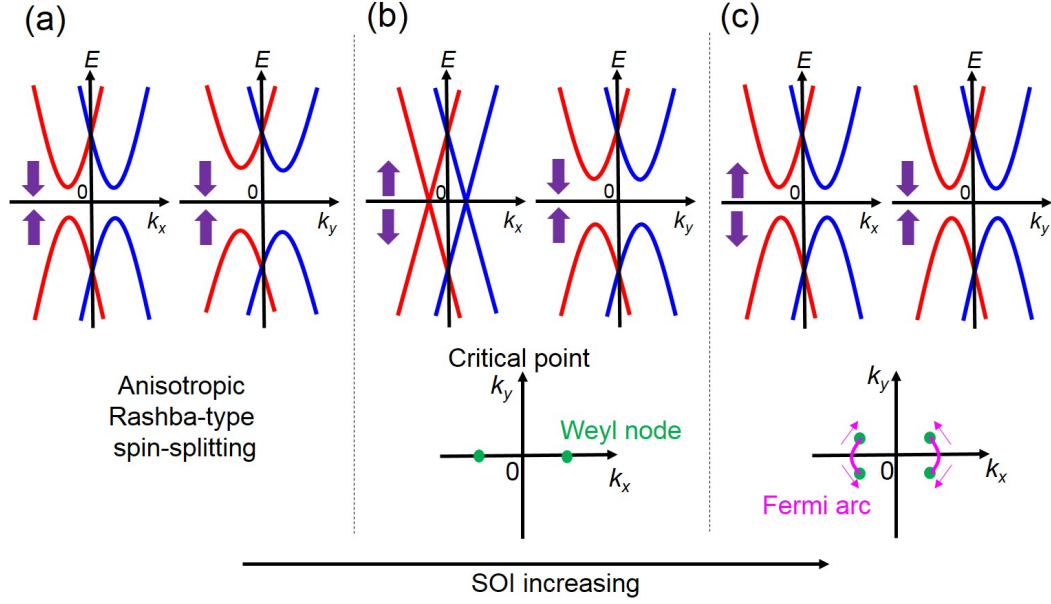 (a)
(b)
(c)
E
E
E
E
E
E
0
0
0
0
0
0
kx
ky
kx
ky
kx
ky
Anisotropic
Rashba-type
spin-splitting
Critical point
ky
Weyl node
0
kx
ky
0
kx
Fermi arc
SOI increasing